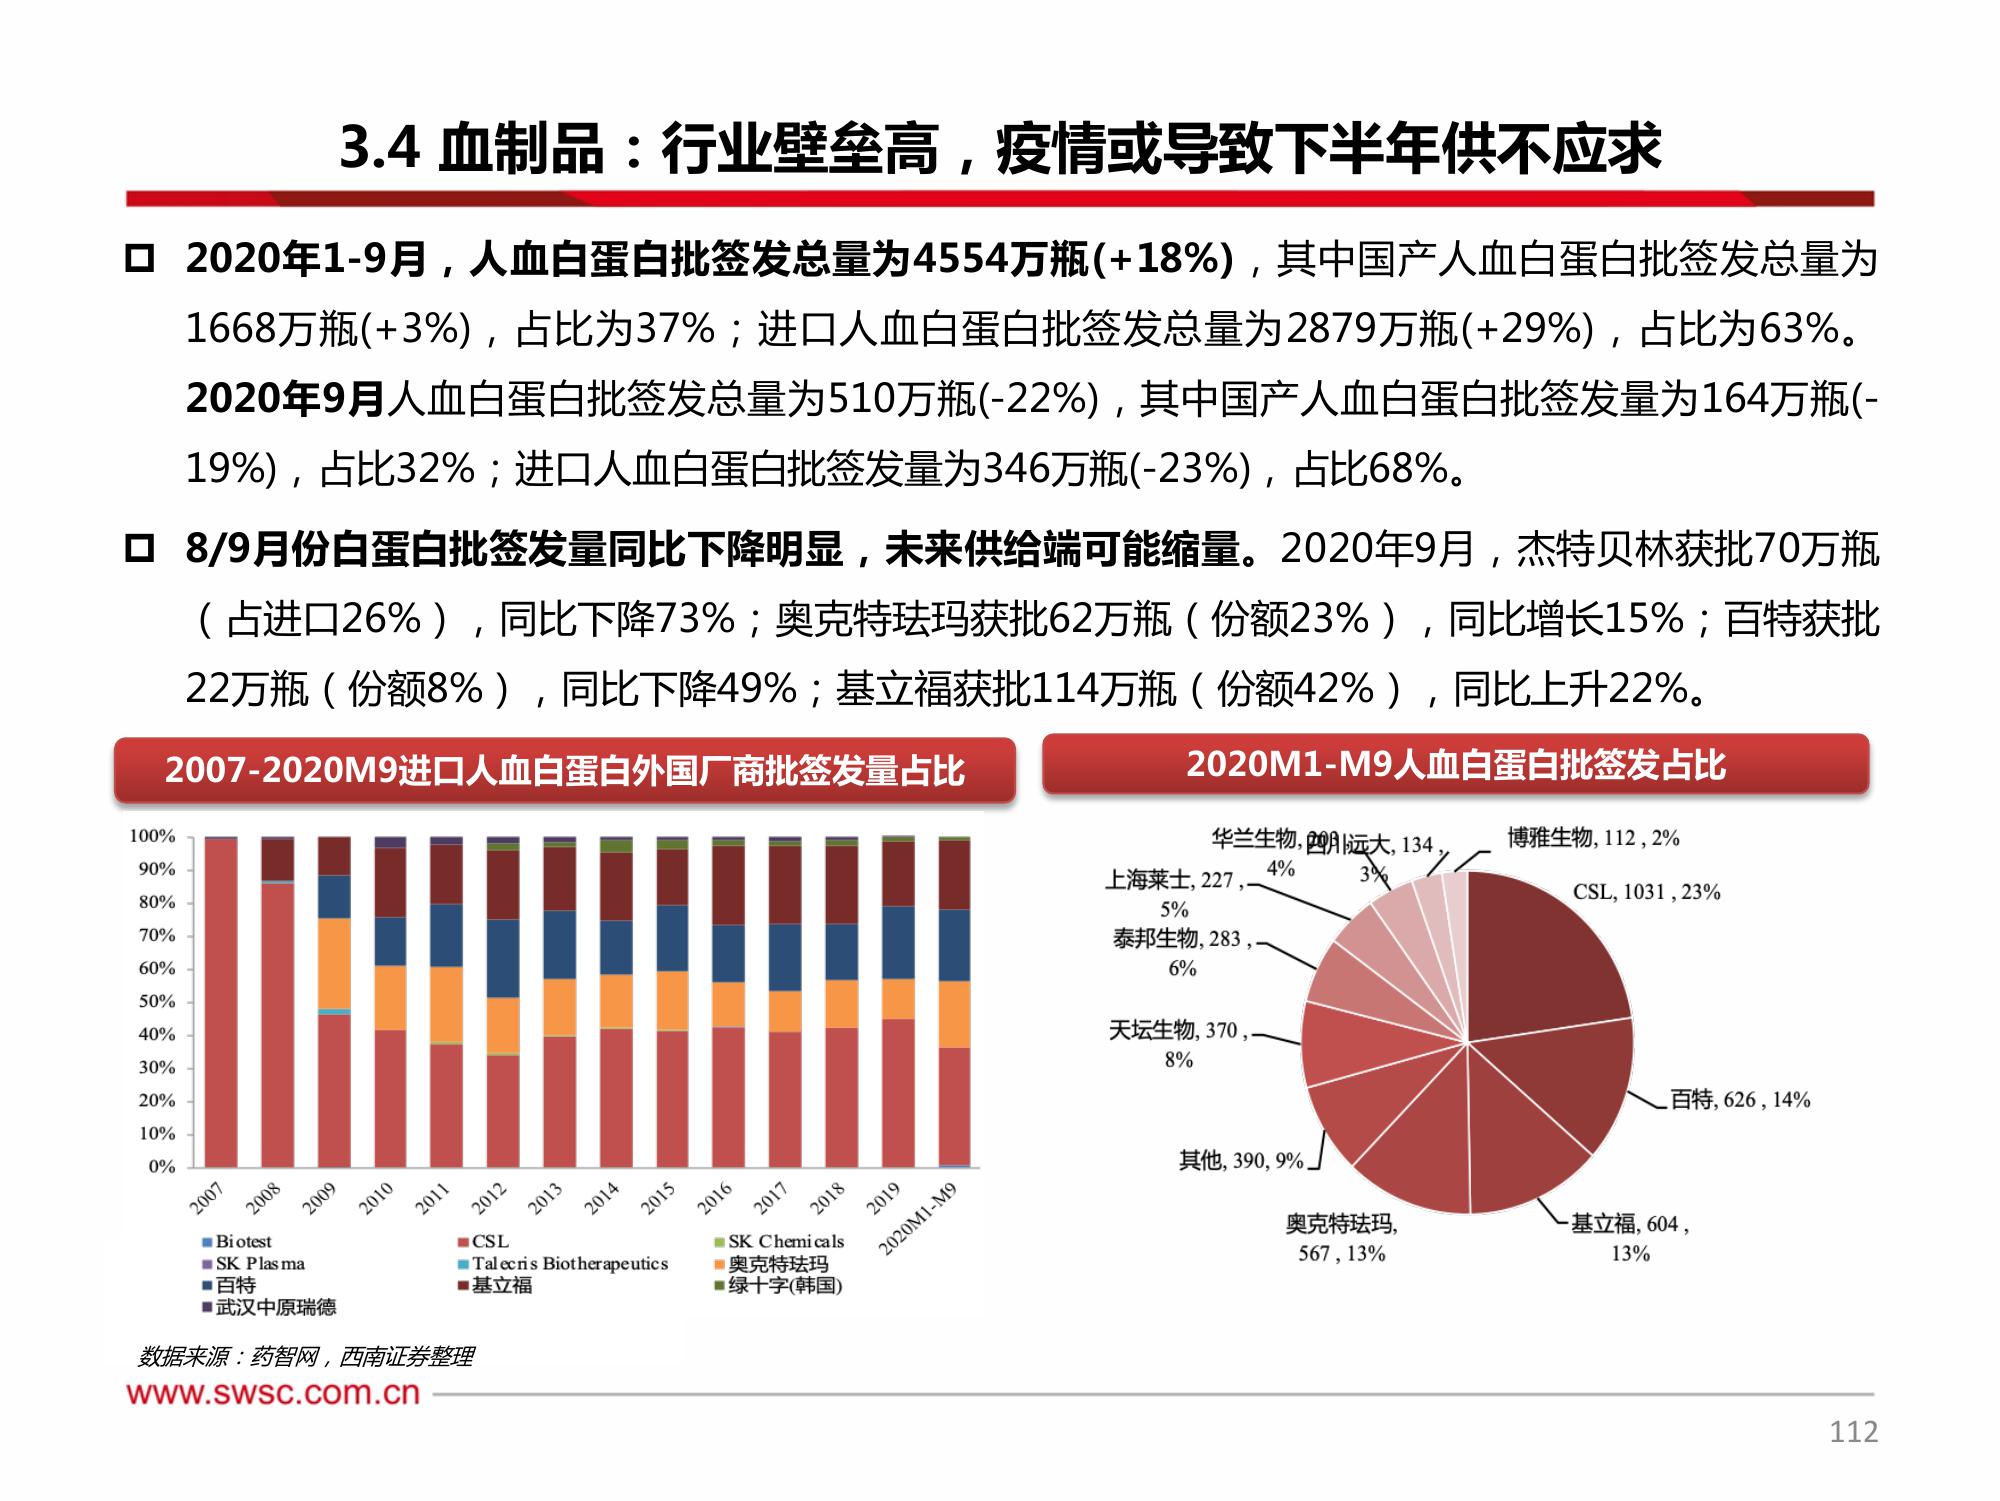 3.4 血制品：行业壁垒高，疫情或导致下半年供不应求
2020年1-9月，人血白蛋白批签发总量为4554万瓶(+18%)，其中国产人血白蛋白批签发总量为
1668万瓶(+3%)，占比为37%；进口人血白蛋白批签发总量为2879万瓶(+29%)，占比为63%。
2020年9月人血白蛋白批签发总量为510万瓶(-22%)，其中国产人血白蛋白批签发量为164万瓶(-
19%)，占比32%；进口人血白蛋白批签发量为346万瓶(-23%)，占比68%。
8/9月份白蛋白批签发量同比下降明显，未来供给端可能缩量。2020年9月，杰特贝林获批70万瓶
（占进口26%），同比下降73%；奥克特珐玛获批62万瓶（份额23%），同比增长15%；百特获批
22万瓶（份额8%），同比下降49%；基立福获批114万瓶（份额42%），同比上升22%。
2007-2020M9进口人血白蛋白外国厂商批签发量占比
100%
90%
80%
70%
60%
50%
40%
30%
20%
10%
0%
2007
2008
2009
2010
2011
2012
2013
2014
2015
2016
2017
2018
2019
2020M1-M9
Biotest
CSL
SK Chemicals
SK Plasma
Talecris Biotherapeutics
奥克特珐玛
百特
基立福
绿十字(韩国)
武汉中原瑞德
2020M1-M9人血白蛋白批签发占比
华兰生物, 203 ,
4%
四川远大, 134 ,
3%
博雅生物, 112 , 2%
CSL, 1031 , 23%
上海莱士, 227 ,
5%
泰邦生物, 283 ,
6%
天坛生物, 370 ,
8%
百特, 626 , 14%
其他, 390, 9%
奥克特珐玛,
567 , 13%
基立福, 604 ,
13%
数据来源：药智网，西南证券整理
www.swsc.com.cn
112